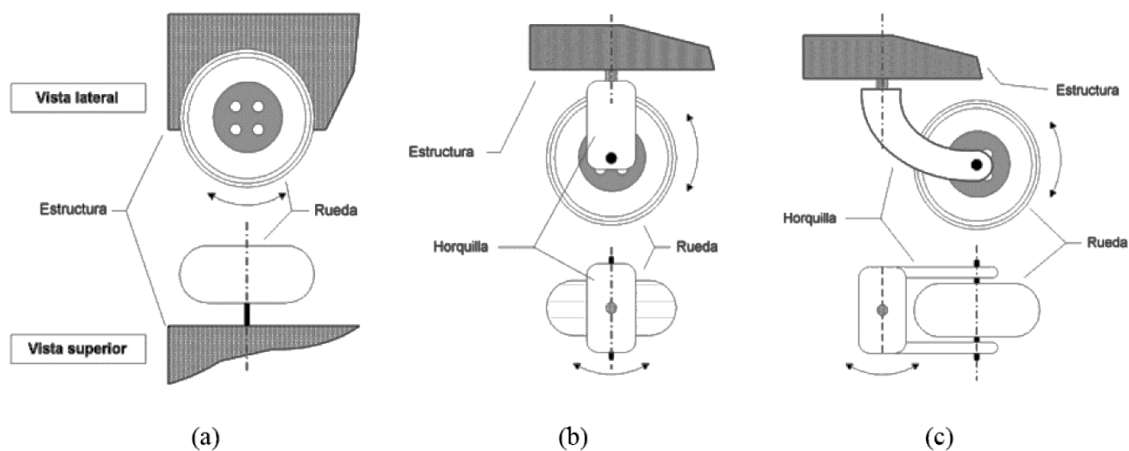 Vista lateral
Estructura
Rueda
Vista superior
(a)
Estructura
Horquilla
Rueda
(b)
Estructura
Horquilla
Rueda
(c)